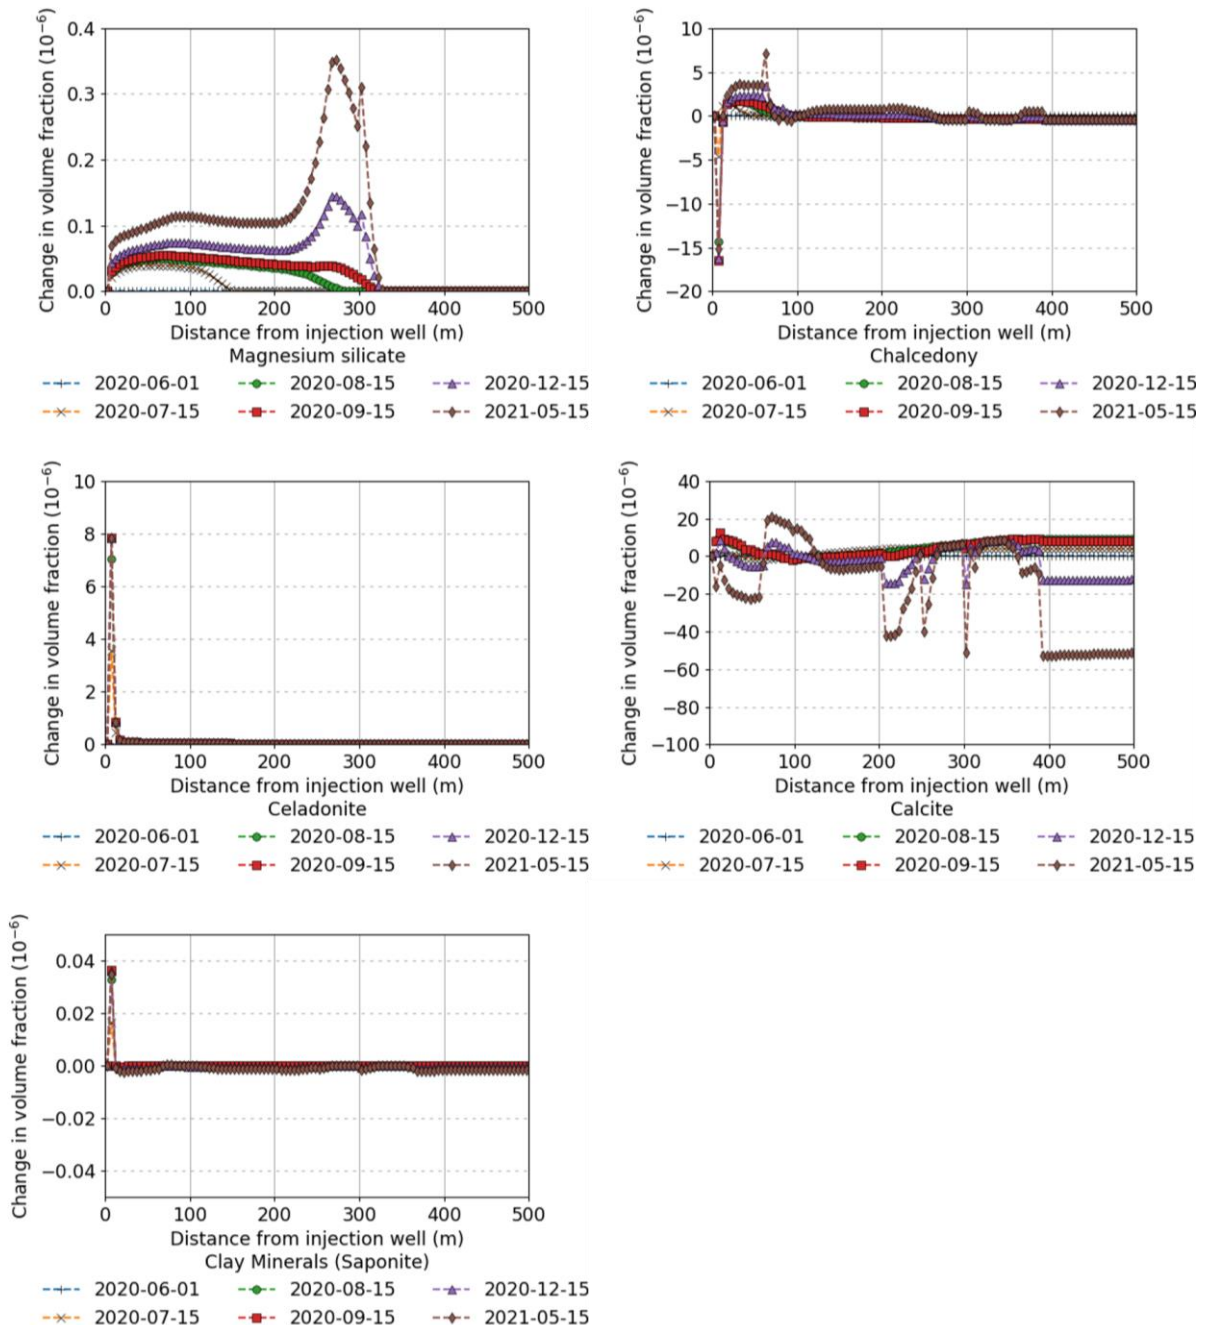 Change in volume fraction (10⁻⁶)
0.4
0.3
0.2
0.1
0.0
0 100 200 300 400 500
Distance from injection well (m)
Magnesium silicate
2020-06-01 2020-08-15 2020-12-15
2020-07-15 2020-09-15 2021-05-15
Change in volume fraction (10⁻⁶)
10
5
0
−5
−10
−15
−20
0 100 200 300 400 500
Distance from injection well (m)
Chalcedony
2020-06-01 2020-08-15 2020-12-15
2020-07-15 2020-09-15 2021-05-15
Change in volume fraction (10⁻⁶)
10
8
6
4
2
0
0 100 200 300 400 500
Distance from injection well (m)
Celadonite
2020-06-01 2020-08-15 2020-12-15
2020-07-15 2020-09-15 2021-05-15
Change in volume fraction (10⁻⁶)
40
20
0
−20
−40
−60
−80
−100
0 100 200 300 400 500
Distance from injection well (m)
Calcite
2020-06-01 2020-08-15 2020-12-15
2020-07-15 2020-09-15 2021-05-15
Change in volume fraction (10⁻⁶)
0.04
0.02
0.00
−0.02
−0.04
0 100 200 300 400 500
Distance from injection well (m)
Clay Minerals (Saponite)
2020-06-01 2020-08-15 2020-12-15
2020-07-15 2020-09-15 2021-05-15